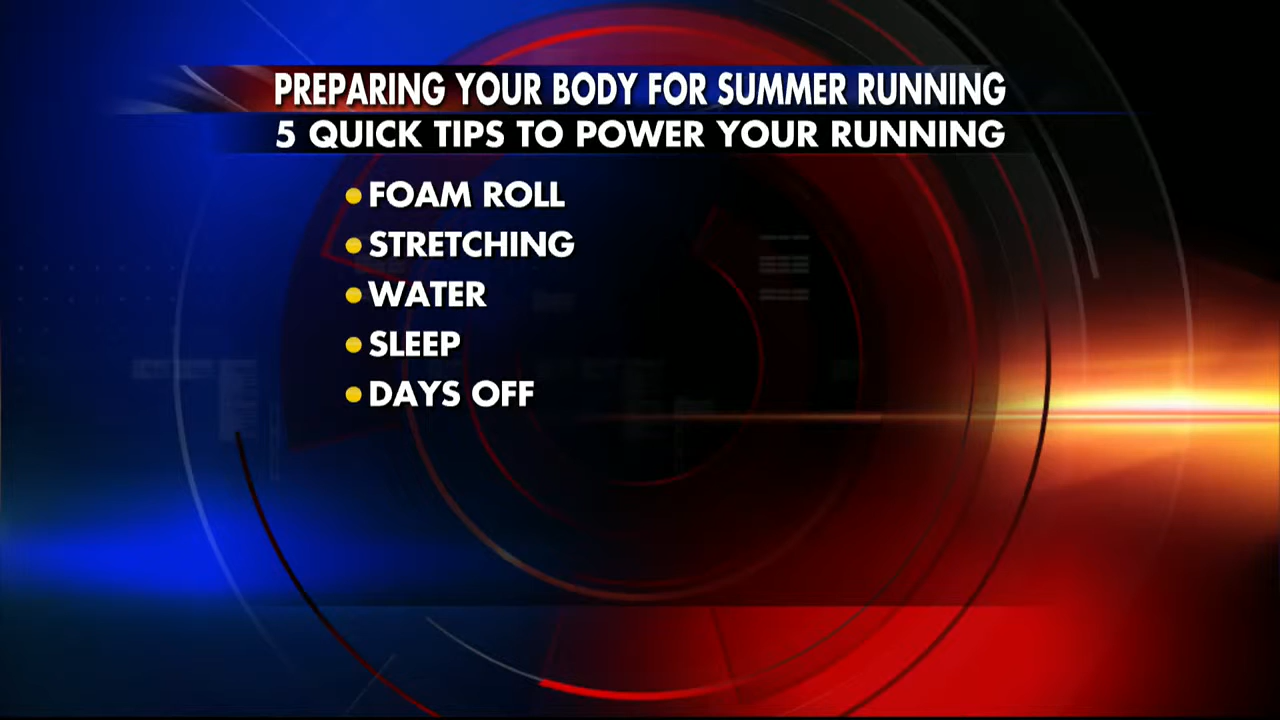 PREPARING YOUR BODY FOR SUMMER RUNNING
5 QUICK TIPS TO POWER YOUR RUNNING
FOAM ROLL
STRETCHING
WATER
SLEEP
DAYS OFF